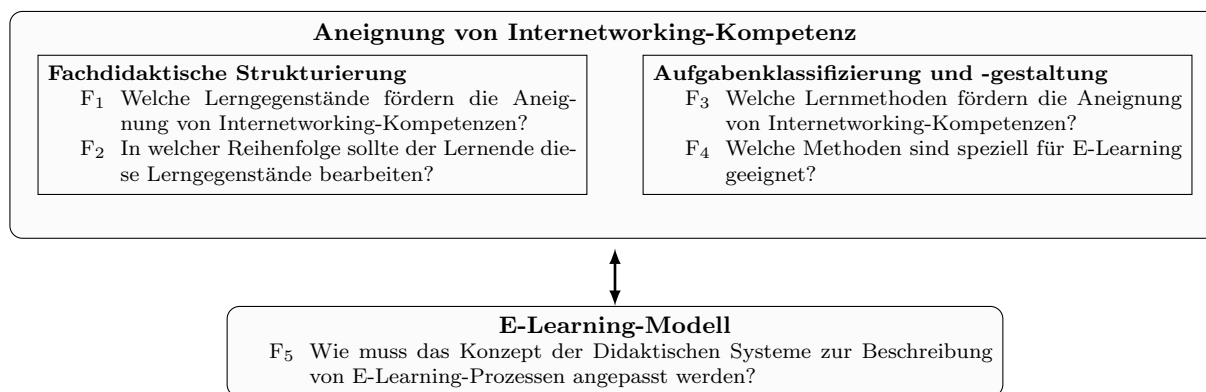 Aneignung von Internetworking-Kompetenz
Fachdidaktische Strukturierung
F₁ Welche Lerngegenstände fördern die Aneig-
nung von Internetworking-Kompetenzen?
F₂ In welcher Reihenfolge sollte der Lernende die-
se Lerngegenstände bearbeiten?
Aufgabenklassifizierung und -gestaltung
F₃ Welche Lernmethoden fördern die Aneignung
von Internetworking-Kompetenzen?
F₄ Welche Methoden sind speziell für E-Learning
geeignet?
E-Learning-Modell
F₅ Wie muss das Konzept der Didaktischen Systeme zur Beschreibung
von E-Learning-Prozessen angepasst werden?